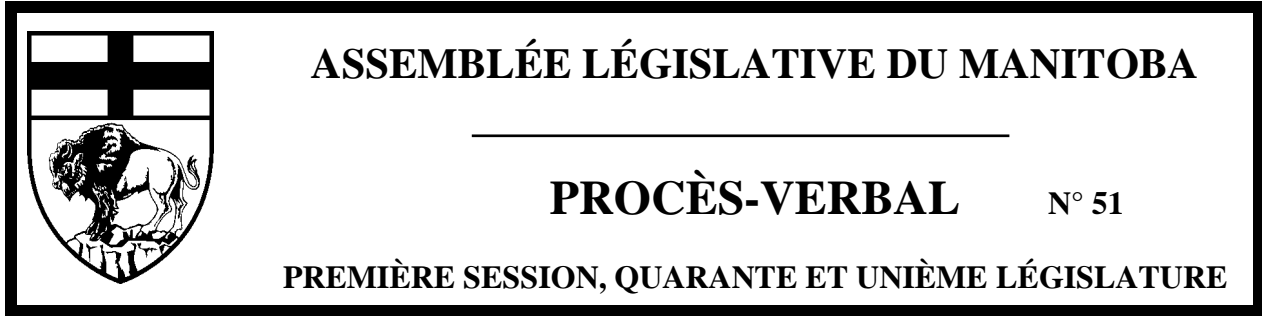 ASSEMBLÉE LÉGISLATIVE DU MANITOBA
PROCÈS-VERBAL N° 51
PREMIÈRE SESSION, QUARANTE ET UNIÈME LÉGISLATURE